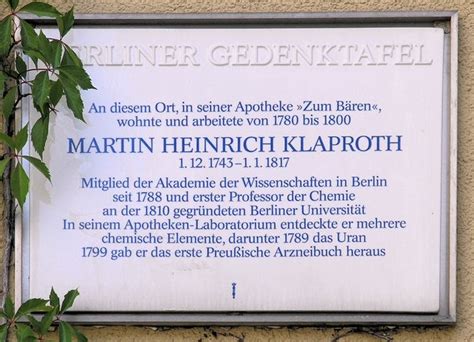 BERLINER GEDENKTAFEL
An diesem Ort, in seiner Apotheke »Zum Bären«,
wohnte und arbeitete von 1780 bis 1800
MARTIN HEINRICH KLAPROTH
1. 12. 1743 – 1. 1. 1817
Mitglied der Akademie der Wissenschaften in Berlin
seit 1788 und erster Professor der Chemie
an der 1810 gegründeten Berliner Universität
In seinem Apotheken-Laboratorium entdeckte er mehrere
chemische Elemente, darunter 1789 das Uran
1799 gab er das erste Preußische Arzneibuch heraus